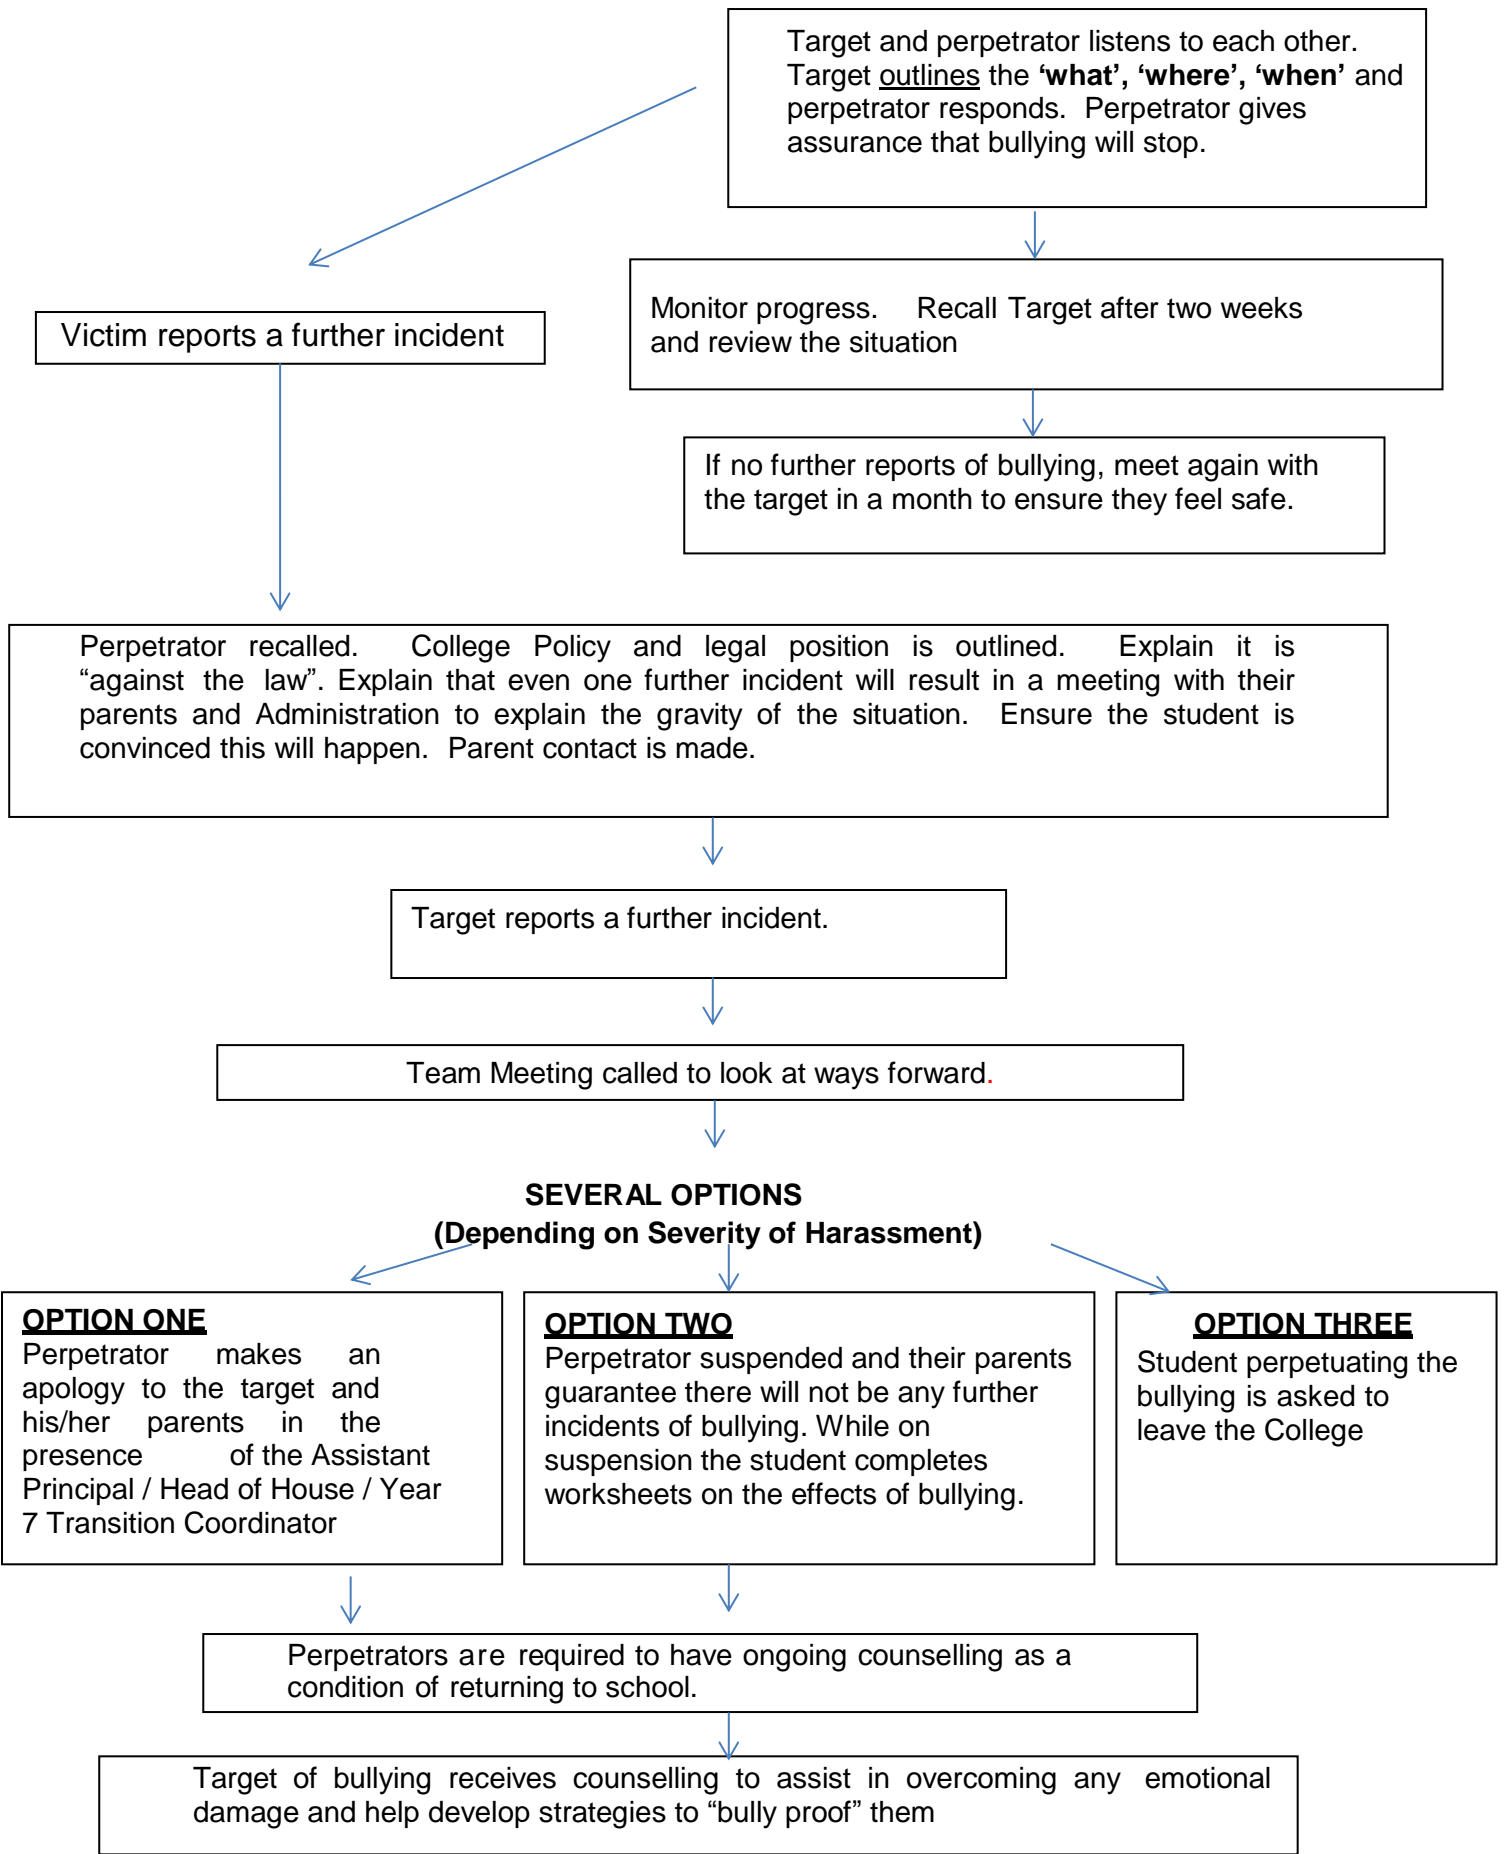 Target and perpetrator listens to each other.
Target outlines the ‘what’, ‘where’, ‘when’ and
perpetrator responds. Perpetrator gives
assurance that bullying will stop.
Monitor progress. Recall Target after two weeks
and review the situation
Victim reports a further incident
If no further reports of bullying, meet again with
the target in a month to ensure they feel safe.
Perpetrator recalled. College Policy and legal position is outlined. Explain it is
“against the law”. Explain that even one further incident will result in a meeting with their
parents and Administration to explain the gravity of the situation. Ensure the student is
convinced this will happen. Parent contact is made.
Target reports a further incident.
Team Meeting called to look at ways forward.
SEVERAL OPTIONS
(Depending on Severity of Harassment)
OPTION ONE
Perpetrator makes an
apology to the target and
his/her parents in the
presence of the Assistant
Principal / Head of House / Year
7 Transition Coordinator
OPTION TWO
Perpetrator suspended and their parents
guarantee there will not be any further
incidents of bullying. While on
suspension the student completes
worksheets on the effects of bullying.
OPTION THREE
Student perpetuating the
bullying is asked to
leave the College
Perpetrators are required to have ongoing counselling as a
condition of returning to school.
Target of bullying receives counselling to assist in overcoming any emotional
damage and help develop strategies to “bully proof” them